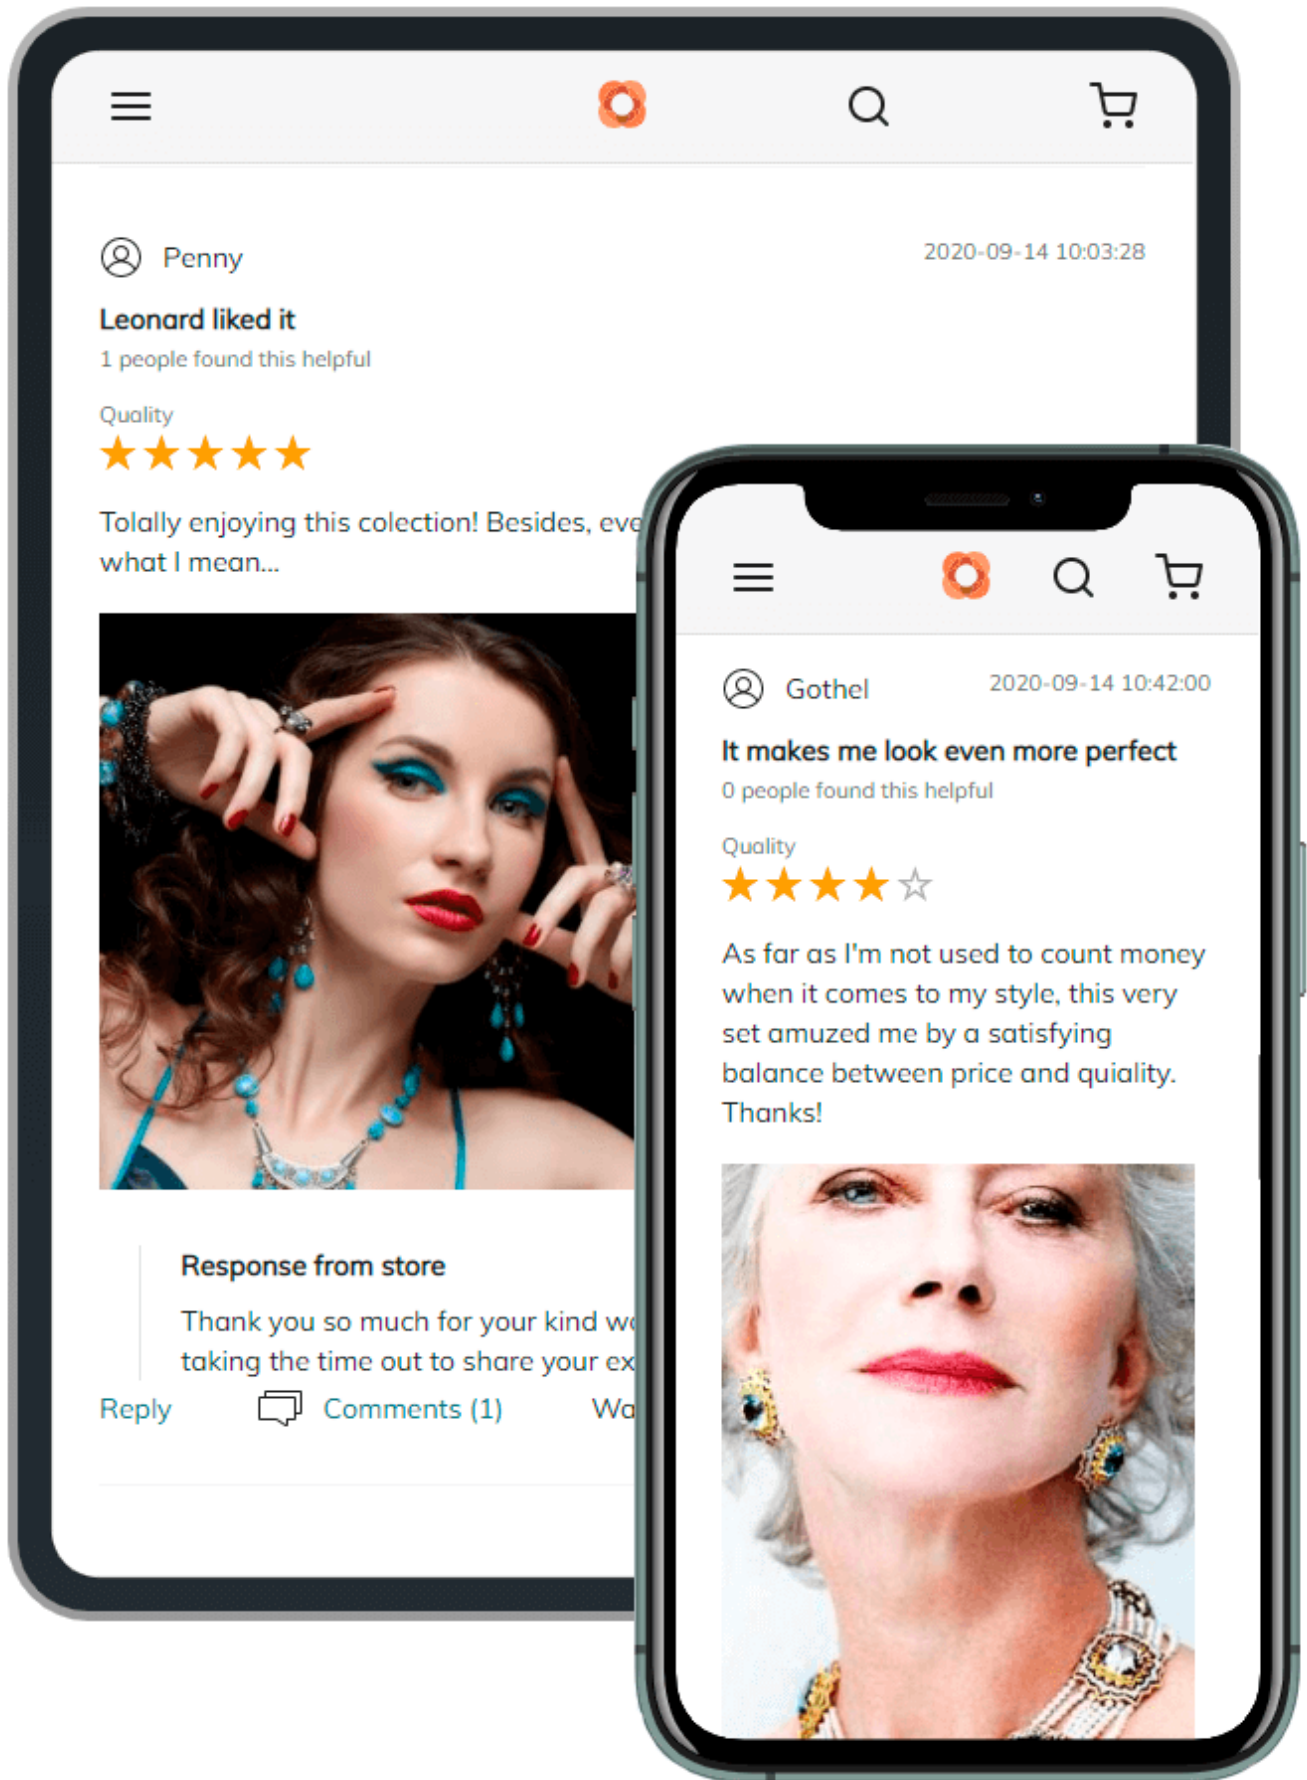 Penny
2020-09-14 10:03:28
Leonard liked it
1 people found this helpful
Quality
Tolally enjoying this colection! Besides,
what I mean...
Response from store
Thank you so much for your kind
taking the time out to share your
Reply
Comments (1)
Gothel
2020-09-14 10:42:00
It makes me look even more perfect
0 people found this helpful
Quality
As far as I'm not used to count money
when it comes to my style, this very
set amuzed me by a satisfying
balance between price and quiality.
Thanks!